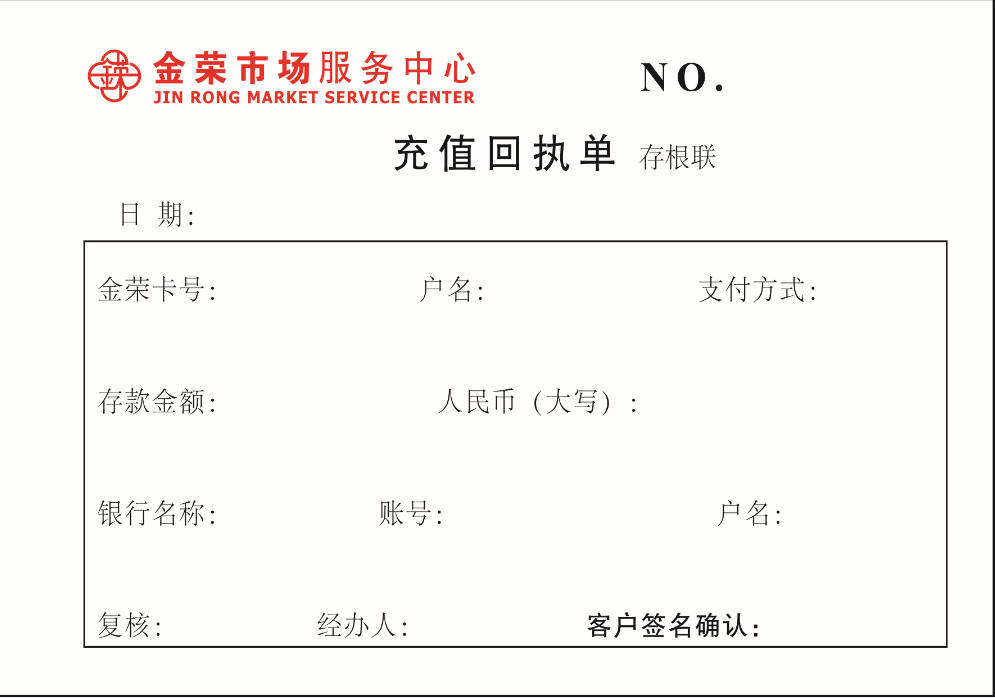 金荣市场服务中心
JIN RONG MARKET SERVICE CENTER
NO.
充值回执单 存根联
日 期:
金荣卡号: 户名: 支付方式:
存款金额: 人民币（大写）:
银行名称: 账号: 户名:
复核: 经办人: 客户签名确认: